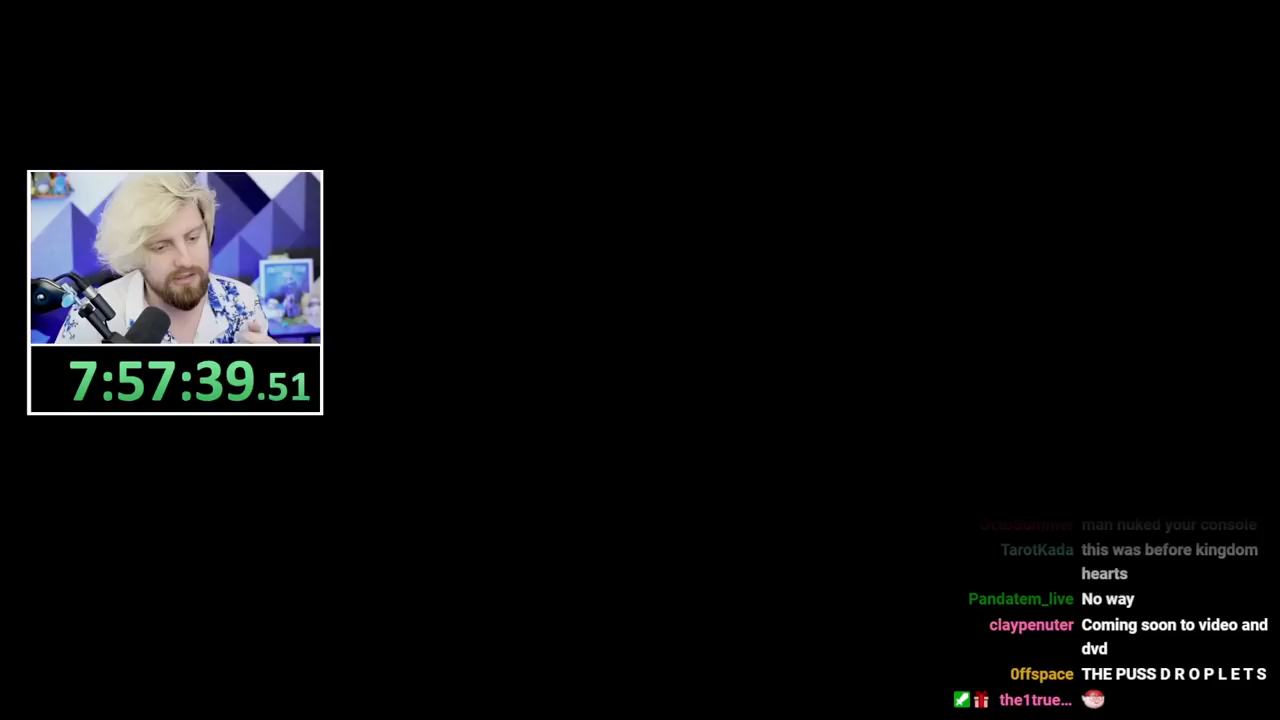 7:57:39.51
man nuked your console
TarotKada this was before kingdom
hearts
Pandatem_live No way
claypenuter Coming soon to video and
dvd
0ffspace THE PUSS D R O P L E T S
the1true...